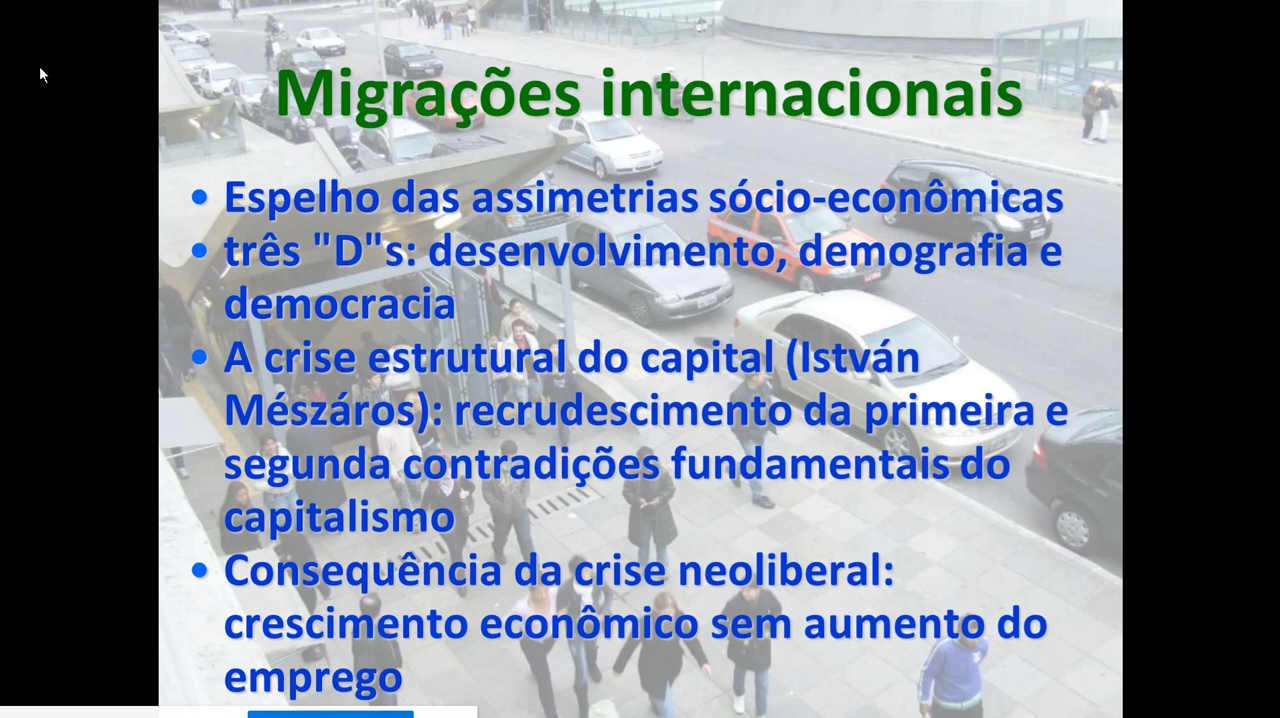 Migrações internacionais
• Espelho das assimetrias sócio-econômicas
• três "D"s: desenvolvimento, demografia e
democracia
• A crise estrutural do capital (István
Mészáros): recrudescimento da primeira e
segunda contradições fundamentais do
capitalismo
• Consequência da crise neoliberal:
crescimento econômico sem aumento do
emprego